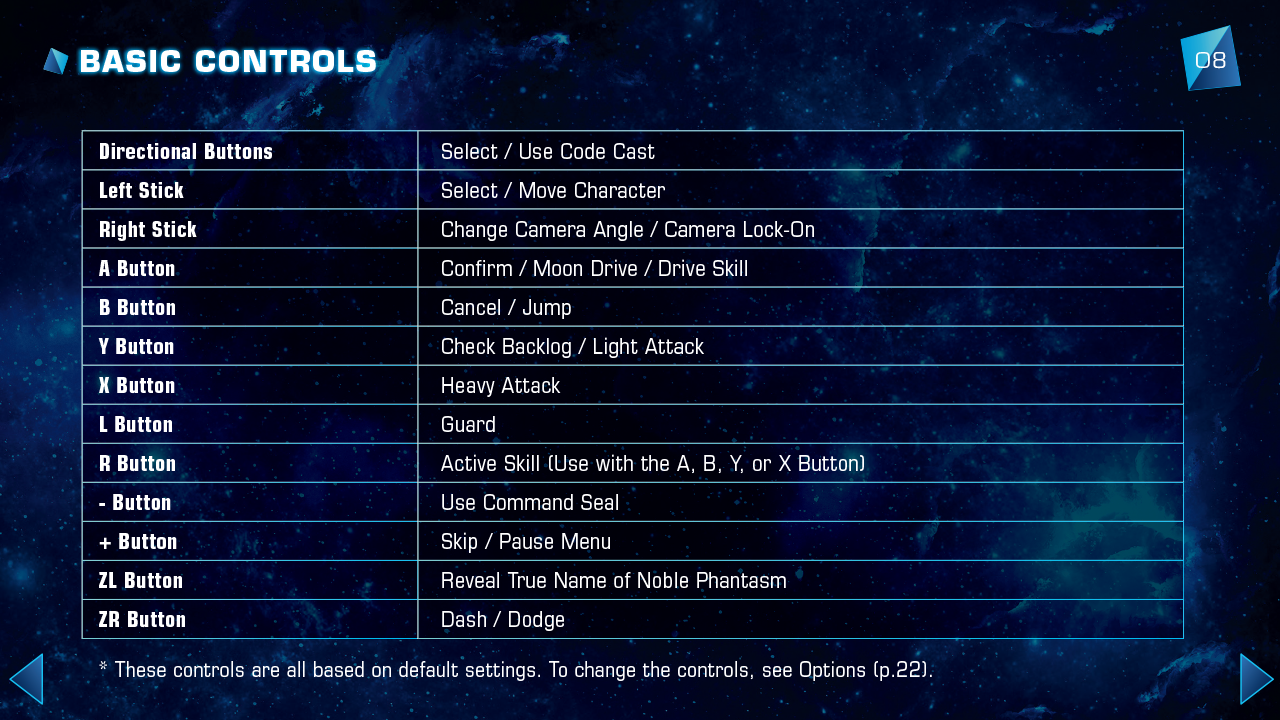 BASIC CONTROLS
08
Directional Buttons Select / Use Code Cast
Left Stick Select / Move Character
Right Stick Change Camera Angle / Camera Lock-On
A Button Confirm / Moon Drive / Drive Skill
B Button Cancel / Jump
Y Button Check Backlog / Light Attack
X Button Heavy Attack
L Button Guard
R Button Active Skill (Use with the A, B, Y, or X Button)
- Button Use Command Seal
+ Button Skip / Pause Menu
ZL Button Reveal True Name of Noble Phantasm
ZR Button Dash / Dodge
* These controls are all based on default settings. To change the controls, see Options (p.22).